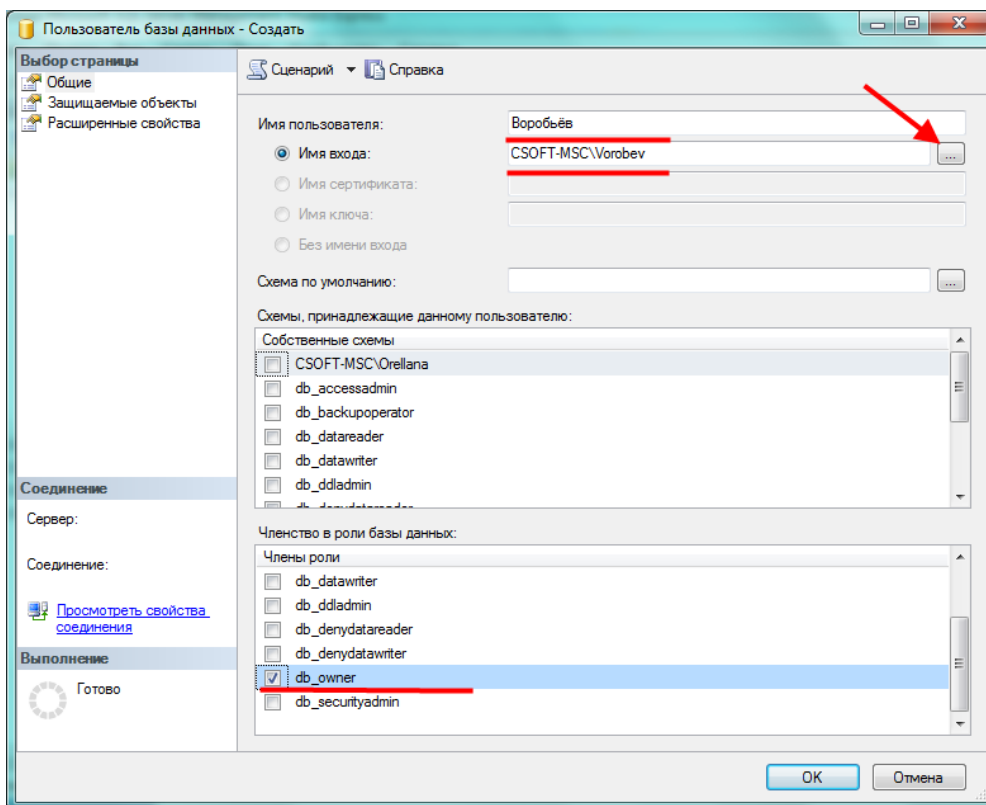 Пользователь базы данных - Создать
Выбор страницы
Общие
Защищаемые объекты
Расширенные свойства
Сценарий Справка
Имя пользователя: Воробьёв
Имя входа: CSOFT-MSC\Vorobev ...
Имя сертификата:
Имя ключа:
Без имени входа
Схема по умолчанию: ...
Схемы, принадлежащие данному пользователю:
Собственные схемы
CSOFT-MSC\Orellana
db_accessadmin
db_backupoperator
db_datareader
db_datawriter
db_ddladmin
db_denydatareader
Соединение
Сервер:
Соединение:
Просмотреть свойства
соединения
Выполнение
Готово
Членство в роли базы данных:
Члены роли
db_datawriter
db_ddladmin
db_denydatareader
db_denydatawriter
db_owner
db_securityadmin
OK Отмена